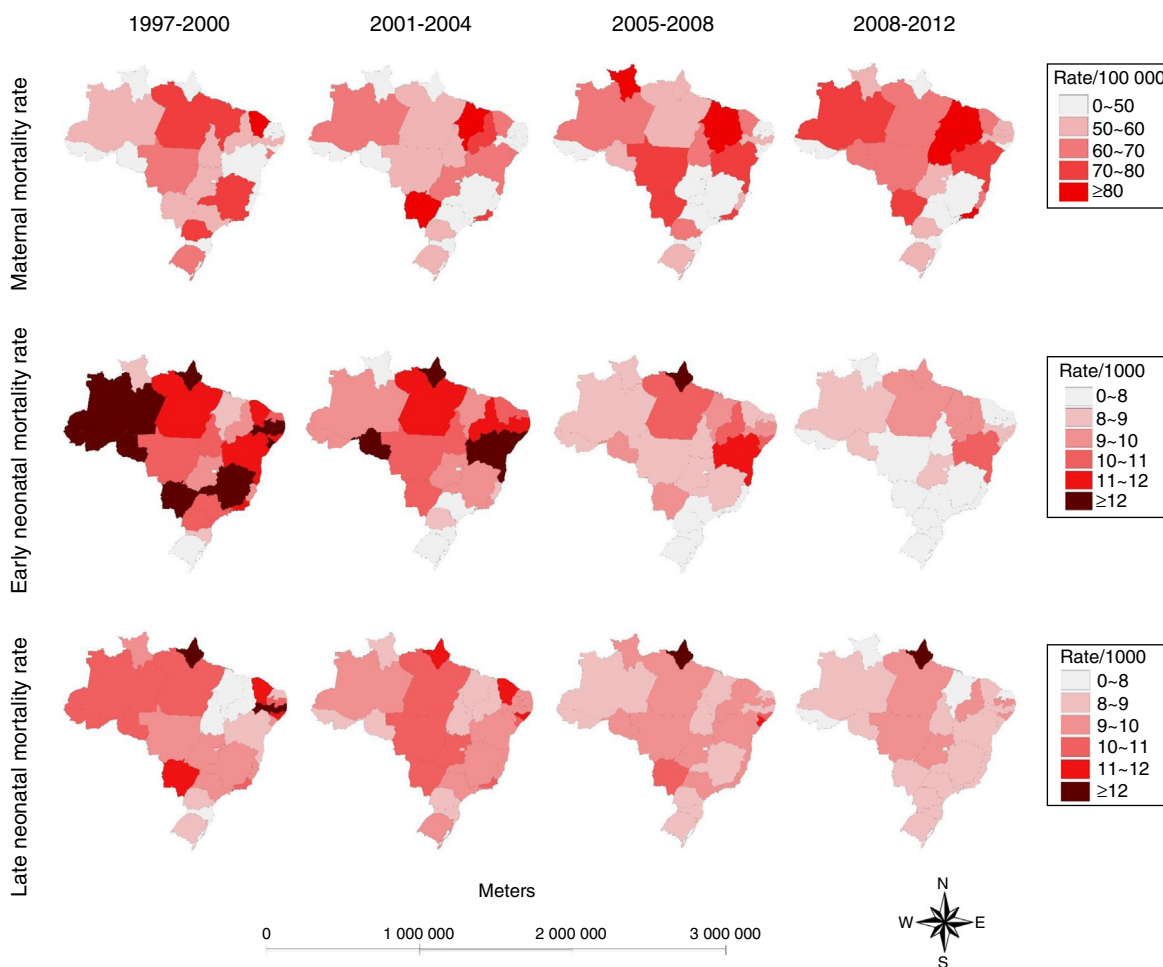 1997-2000
2001-2004
2005-2008
2008-2012
Maternal mortality rate
Rate/100 000
0~50
50~60
60~70
70~80
≥80
Early neonatal mortality rate
Rate/1000
0~8
8~9
9~10
10~11
11~12
≥12
Late neonatal mortality rate
Rate/1000
0~8
8~9
9~10
10~11
11~12
≥12
Meters
0
1 000 000
2 000 000
3 000 000
N
W
E
S